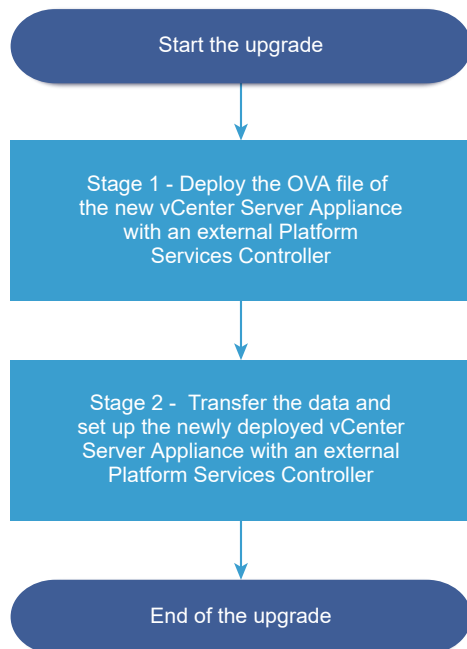 Start the upgrade
Stage 1 - Deploy the OVA file of
the new vCenter Server Appliance
with an external Platform
Services Controller
Stage 2 -  Transfer the data and
set up the newly deployed vCenter
Server Appliance with an external
Platform Services Controller
End of the upgrade